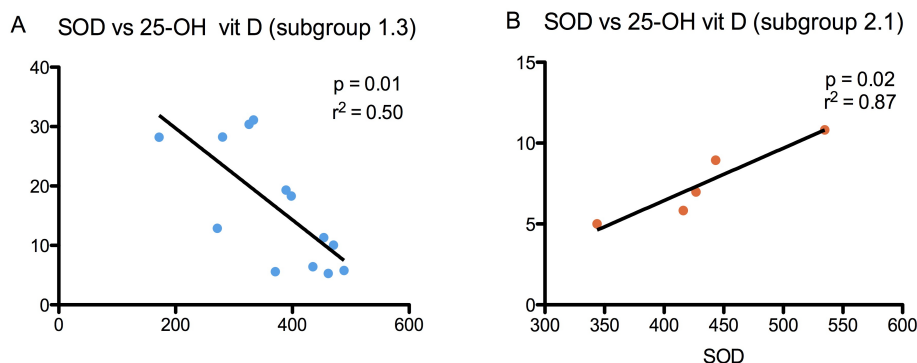 A SOD vs 25-OH vit D (subgroup 1.3)
p = 0.01
r² = 0.50
40
30
20
10
0
0 200 400 600
B SOD vs 25-OH vit D (subgroup 2.1)
p = 0.02
r² = 0.87
15
10
5
0
300 350 400 450 500 550 600
SOD